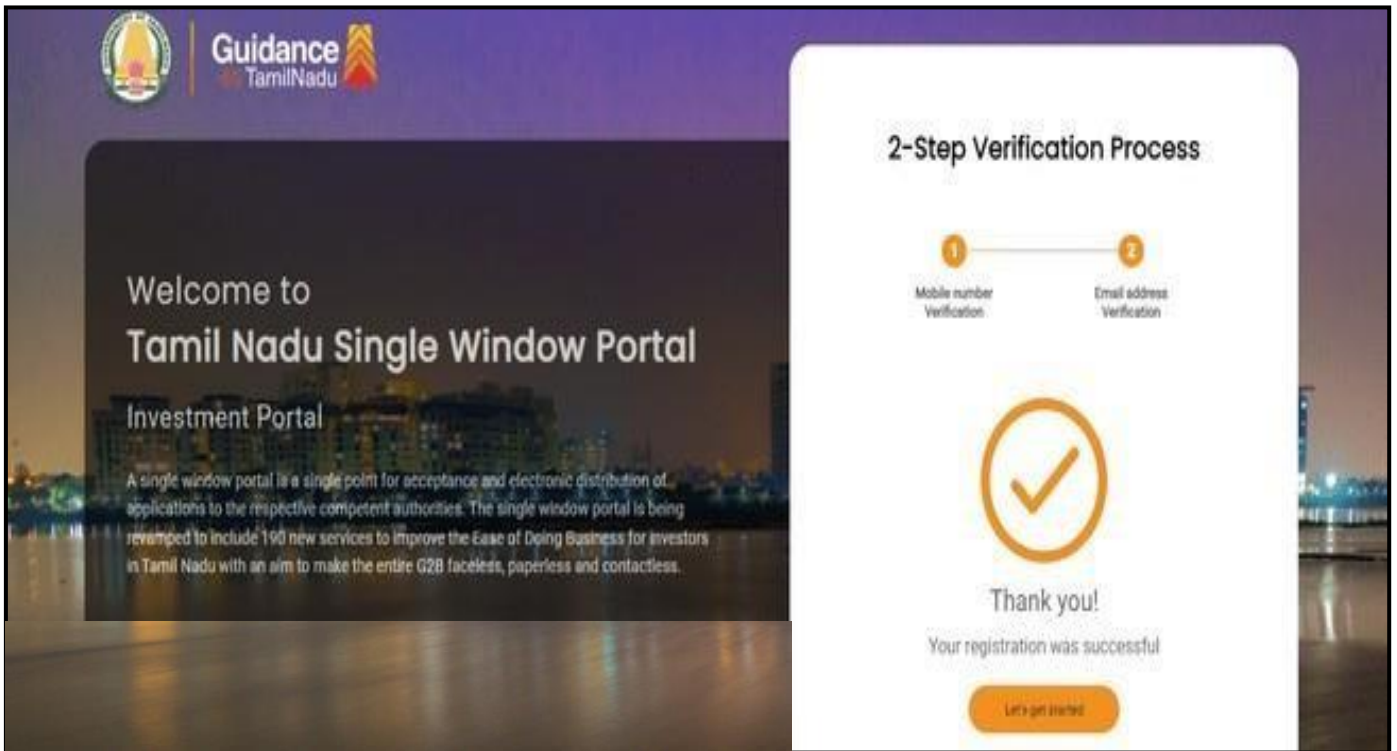 Guidance
TamilNadu
Welcome to
Tamil Nadu Single Window Portal
Investment Portal
A single window portal is a single point for acceptance and electronic distribution of
applications to the respective competent authorities. The single window portal is being
revamped to include 190 new services to improve the Ease of Doing Business for investors
in Tamil Nadu with an aim to make the entire G2B faceless, paperless and contactless.
2-Step Verification Process
1
2
Mobile number
Verification
Email address
Verification
Thank you!
Your registration was successful
Let's get started